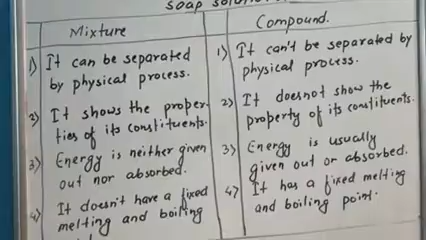 soap solution
Mixture
1) It can be separated
by physical process.
2) It shows the proper-
ties of its constituents.
3) Energy is neither given
out nor absorbed.
4) It doesn't have a fixed
melting and boiling
Compound.
1) It can't be separated by
physical process.
2) It doesnot show the
property of its constituents.
3) Energy is usually
given out or absorbed.
4) It has a fixed melting
and boiling point.